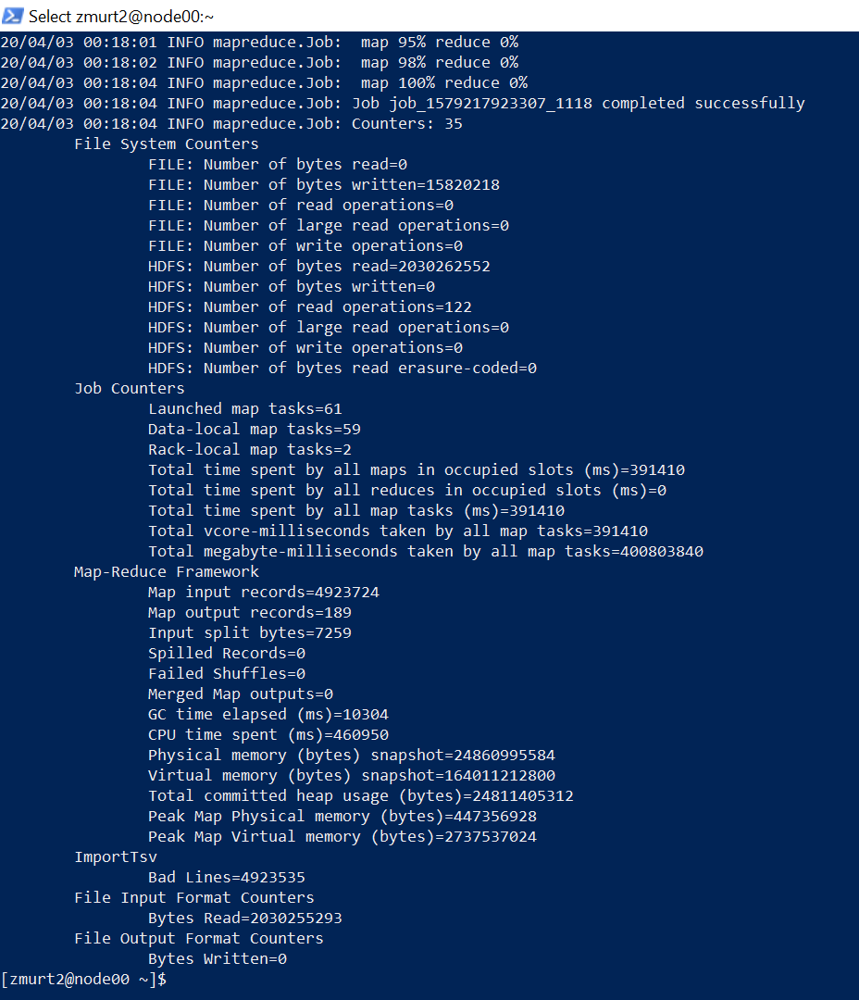 Select zmurt2@node00:~
20/04/03 00:18:01 INFO mapreduce.Job:  map 95% reduce 0%
20/04/03 00:18:02 INFO mapreduce.Job:  map 98% reduce 0%
20/04/03 00:18:04 INFO mapreduce.Job:  map 100% reduce 0%
20/04/03 00:18:04 INFO mapreduce.Job: Job job_1579217923307_1118 completed successfully
20/04/03 00:18:04 INFO mapreduce.Job: Counters: 35
File System Counters
FILE: Number of bytes read=0
FILE: Number of bytes written=15820218
FILE: Number of read operations=0
FILE: Number of large read operations=0
FILE: Number of write operations=0
HDFS: Number of bytes read=2030262552
HDFS: Number of bytes written=0
HDFS: Number of read operations=122
HDFS: Number of large read operations=0
HDFS: Number of write operations=0
HDFS: Number of bytes read erasure-coded=0
Job Counters
Launched map tasks=61
Data-local map tasks=59
Rack-local map tasks=2
Total time spent by all maps in occupied slots (ms)=391410
Total time spent by all reduces in occupied slots (ms)=0
Total time spent by all map tasks (ms)=391410
Total vcore-milliseconds taken by all map tasks=391410
Total megabyte-milliseconds taken by all map tasks=400803840
Map-Reduce Framework
Map input records=4923724
Map output records=189
Input split bytes=7259
Spilled Records=0
Failed Shuffles=0
Merged Map outputs=0
GC time elapsed (ms)=10304
CPU time spent (ms)=460950
Physical memory (bytes) snapshot=24860995584
Virtual memory (bytes) snapshot=164011212800
Total committed heap usage (bytes)=24811405312
Peak Map Physical memory (bytes)=447356928
Peak Map Virtual memory (bytes)=2737537024
ImportTsv
Bad Lines=4923535
File Input Format Counters
Bytes Read=2030255293
File Output Format Counters
Bytes Written=0
[zmurt2@node00 ~]$